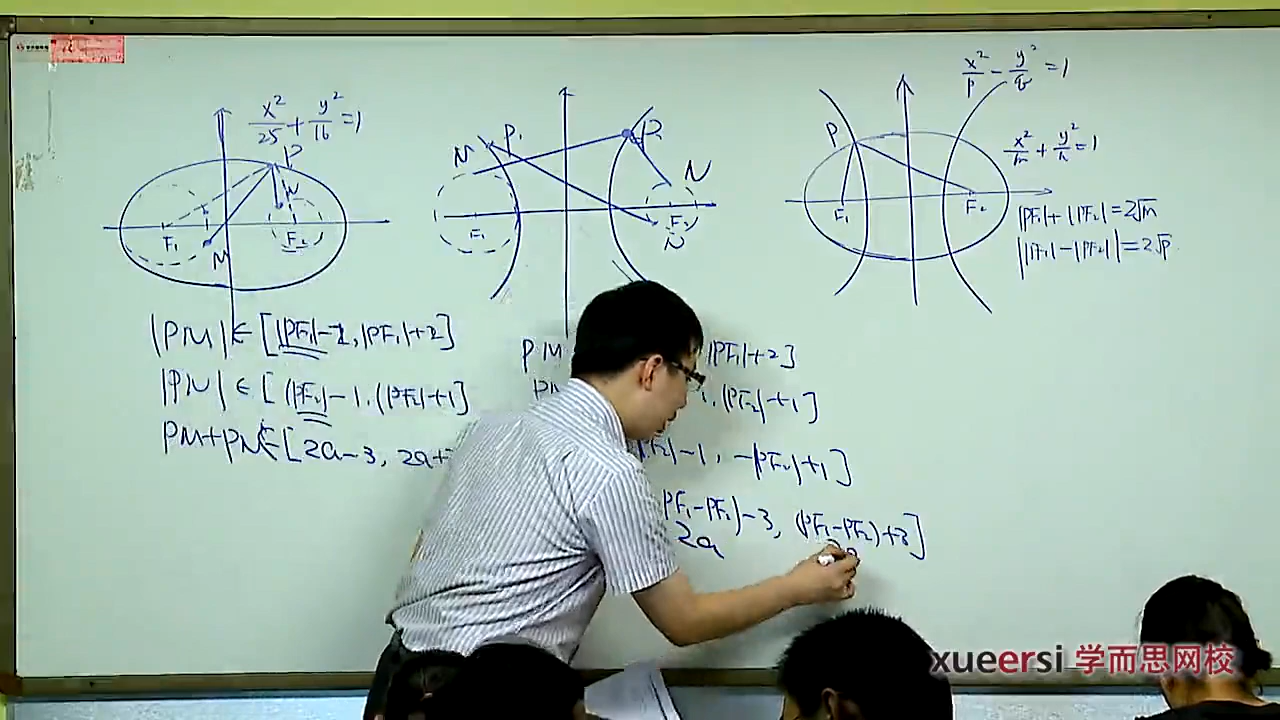 x²/25 + y²/16 = 1
P
N
F₁
F₂
M
|PM| ∈ [|PF₁|-2, |PF₁|+2]
|PN| ∈ [|PF₂|-1, |PF₂|+1]
PM+PN ∈ [2a-3, 2a+
M
P₁
P
N
F₁
F₂
N
PM
|PF₁|+2]
|PF₂|+1]
F₂|-1, -|PF₂|+1]
PF₁-PF₂)-3, (PF₁-PF₂)+3]
2a
x²/p - y²/q = 1
x²/m + y²/n = 1
P
F₁
F₂
|PF₁|+|PF₂|=2√m
||PF₁|-|PF₂||=2√p
xueersi 学而思网校